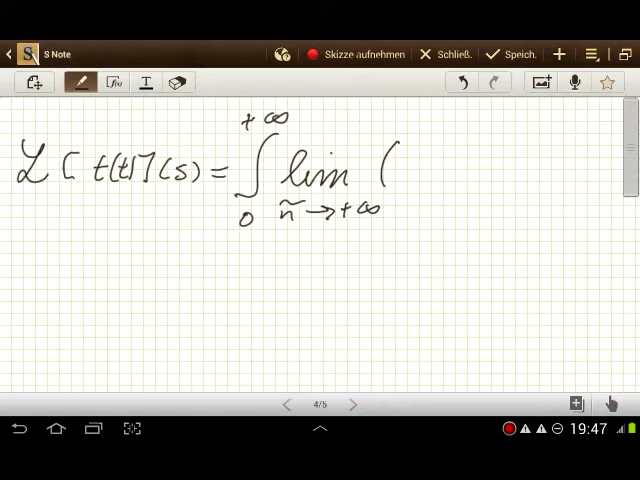 S Note
Skizze aufnehmen
Schließ.
Speich.
f(x)
T
+∞
ℒ[t(t)](s) = ∫ lim (
0 ñ → +∞
4/5
19:47